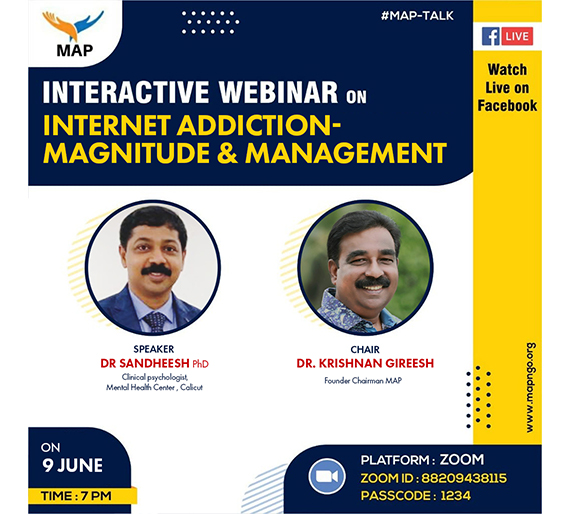 MAP
#MAP-TALK
LIVE
Watch
Live on
Facebook
INTERACTIVE WEBINAR ON
INTERNET ADDICTION-
MAGNITUDE & MANAGEMENT
SPEAKER
DR SANDHEESH PhD
Clinical psychologist,
Mental Health Center , Calicut
CHAIR
DR. KRISHNAN GIREESH
Founder Chairman MAP
www.mapngo.org
ON
9 JUNE
TIME : 7 PM
PLATFORM : ZOOM
ZOOM ID : 88209438115
PASSCODE : 1234